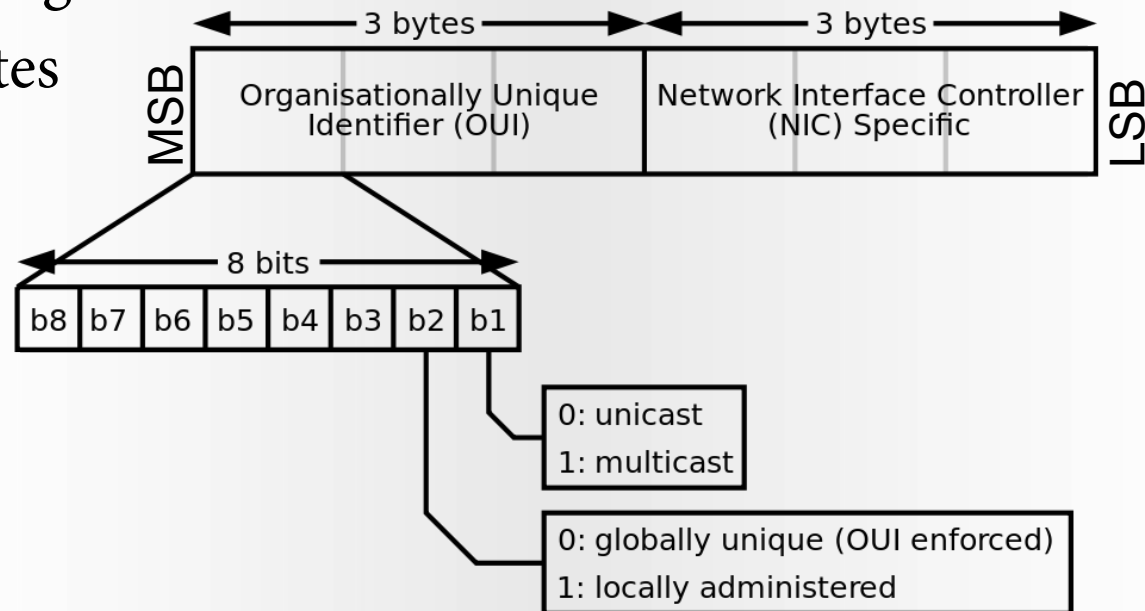 3 bytes 3 bytes
tes
MSB
Organisationally Unique
Identifier (OUI)
Network Interface Controller
(NIC) Specific
LSB
8 bits
b8 b7 b6 b5 b4 b3 b2 b1
0: unicast
1: multicast
0: globally unique (OUI enforced)
1: locally administered